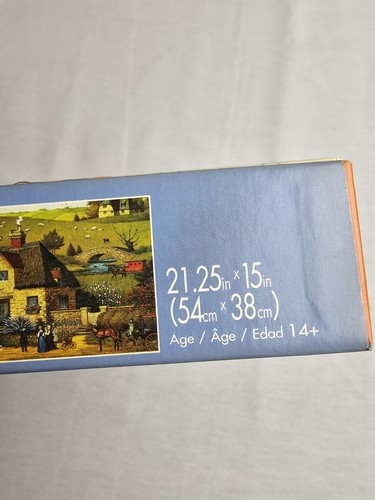 21.25in x 15in
(54cm x 38cm)
Age / Âge / Edad 14+